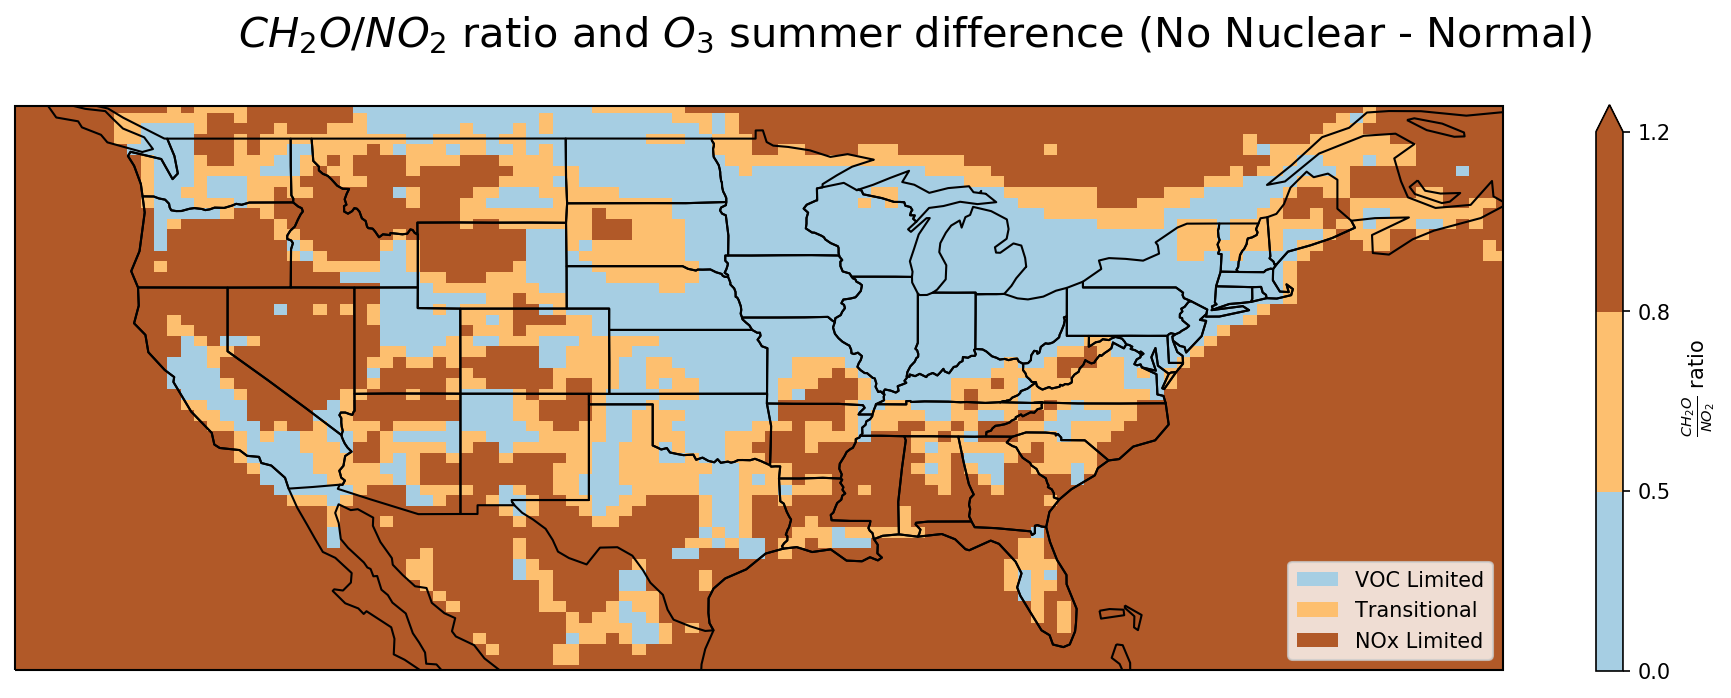 CH₂O/NO₂ ratio and O₃ summer difference (No Nuclear - Normal)
1.2
0.8
0.5
0.0
CH₂O/NO₂ ratio
VOC Limited
Transitional
NOx Limited